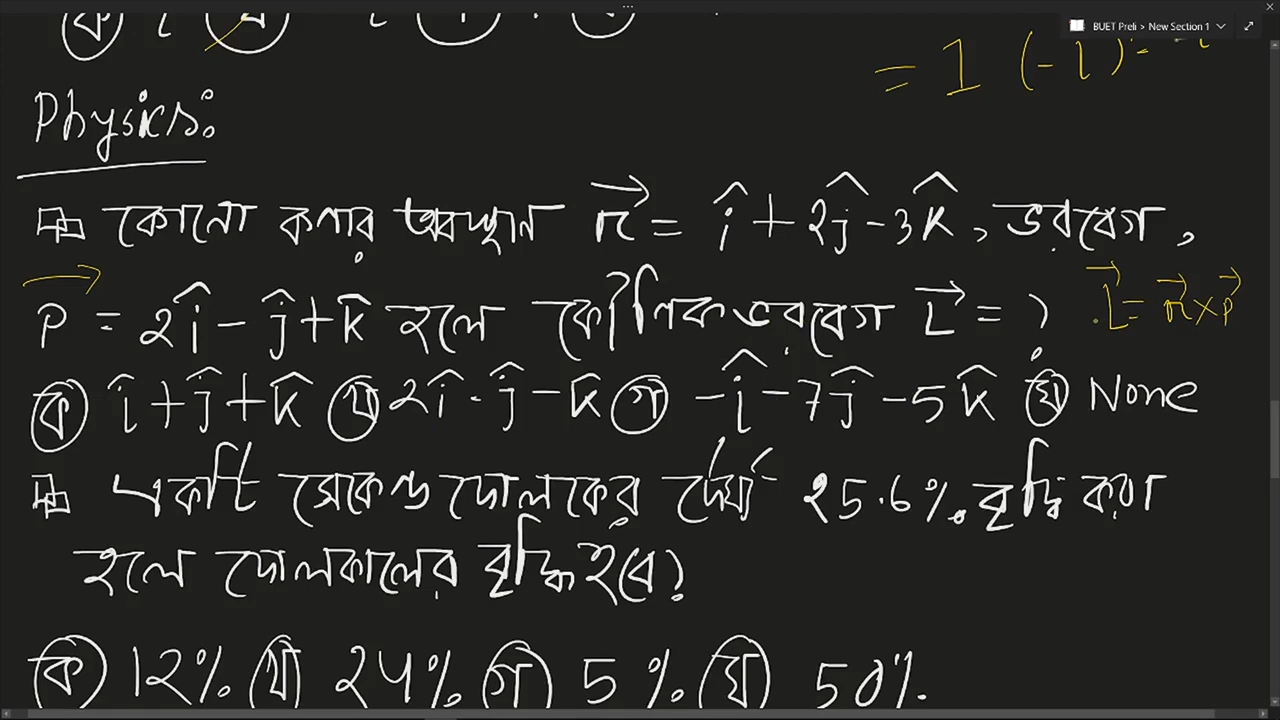 BUET Preli > New Section 1
= 1 (-1)
Physics:
কোনো কণার অবস্থান r⃗ = î + 2ĵ - 3k̂, ভরবেগ,
P⃗ = 2î - ĵ + k̂ হলে কৌণিক ভরবেগ L⃗ = ? L⃗ = r⃗ × P⃗
(ক) î + ĵ + k̂ (খ) 2î - ĵ - k̂ (গ) -î - 7ĵ - 5k̂ (ঘ) None
একটি সেকেন্ড দোলকের দৈর্ঘ্য 25.6% বৃদ্ধি করা
হলে দোলকালের বৃদ্ধি হবে?
(ক) 12% (খ) 24% (গ) 5% (ঘ) 50%.